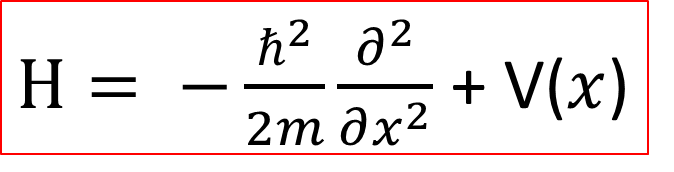 H = − ℏ²/2m ∂²/∂x² + V(x)